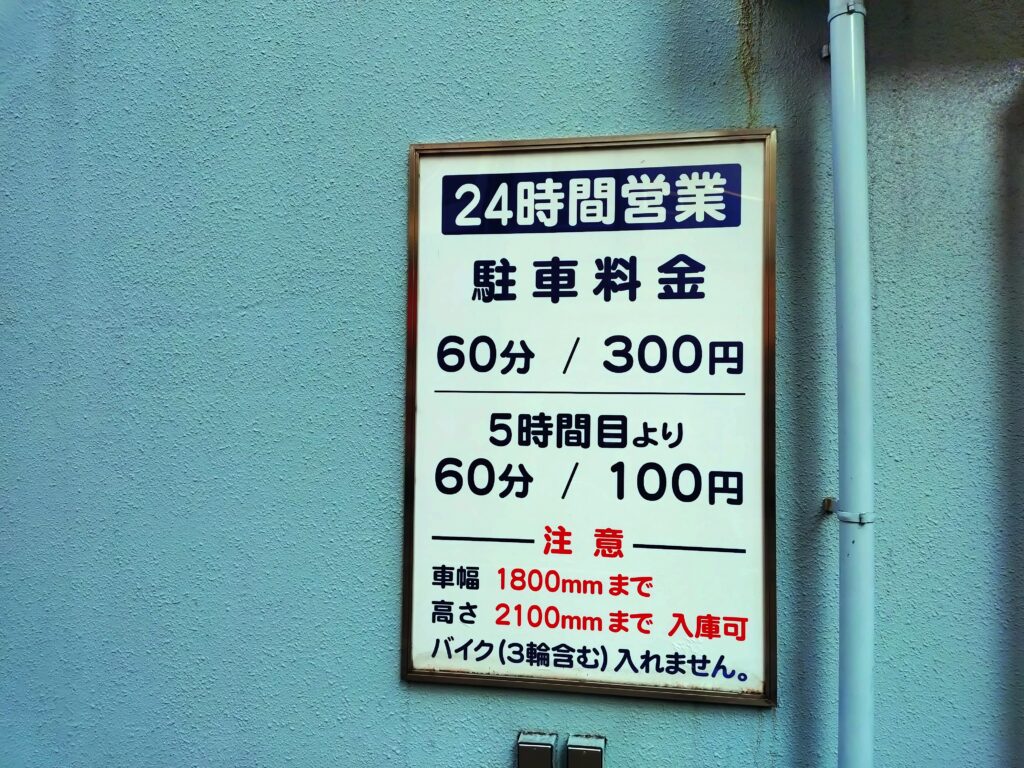 24時間営業
駐車料金
60分 / 300円
5時間目より
60分 / 100円
注意
車幅 1800mmまで
高さ 2100mmまで 入庫可
バイク(3輪含む)入れません。